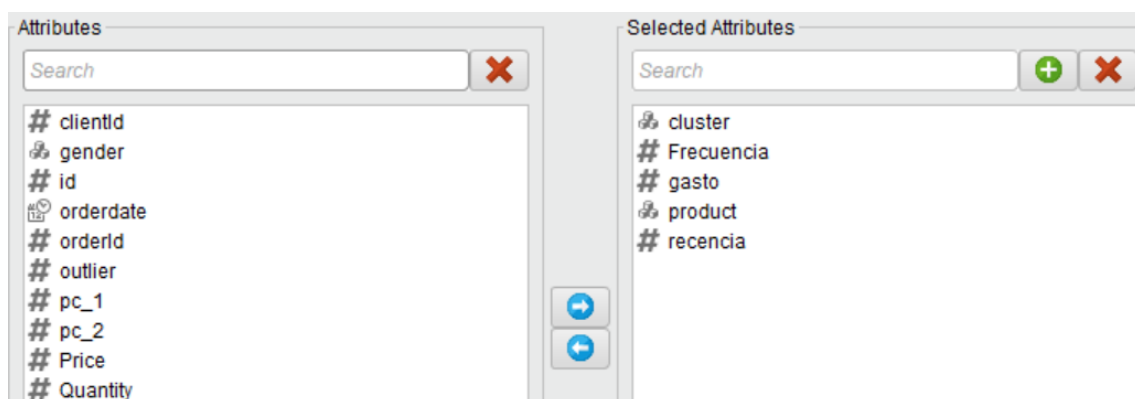 Attributes
Search
clientId
gender
id
orderdate
orderId
outlier
pc_1
pc_2
Price
Quantity
Selected Attributes
Search
cluster
Frecuencia
gasto
product
recencia